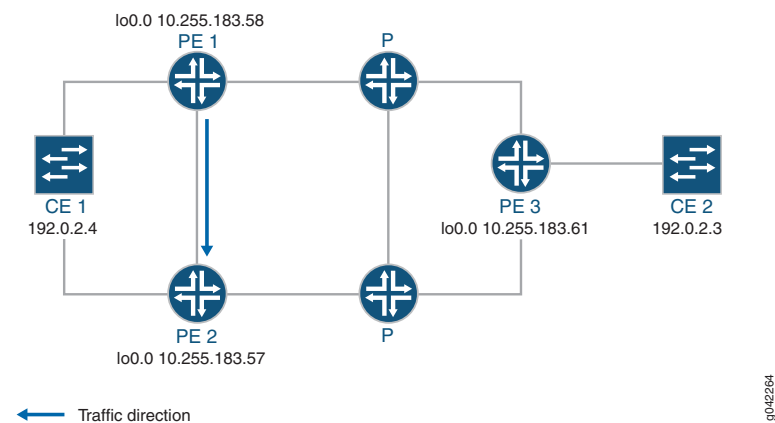 lo0.0 10.255.183.58
PE 1
P
CE 1
192.0.2.4
PE 3
lo0.0 10.255.183.61
CE 2
192.0.2.3
PE 2
lo0.0 10.255.183.57
P
Traffic direction
g042264